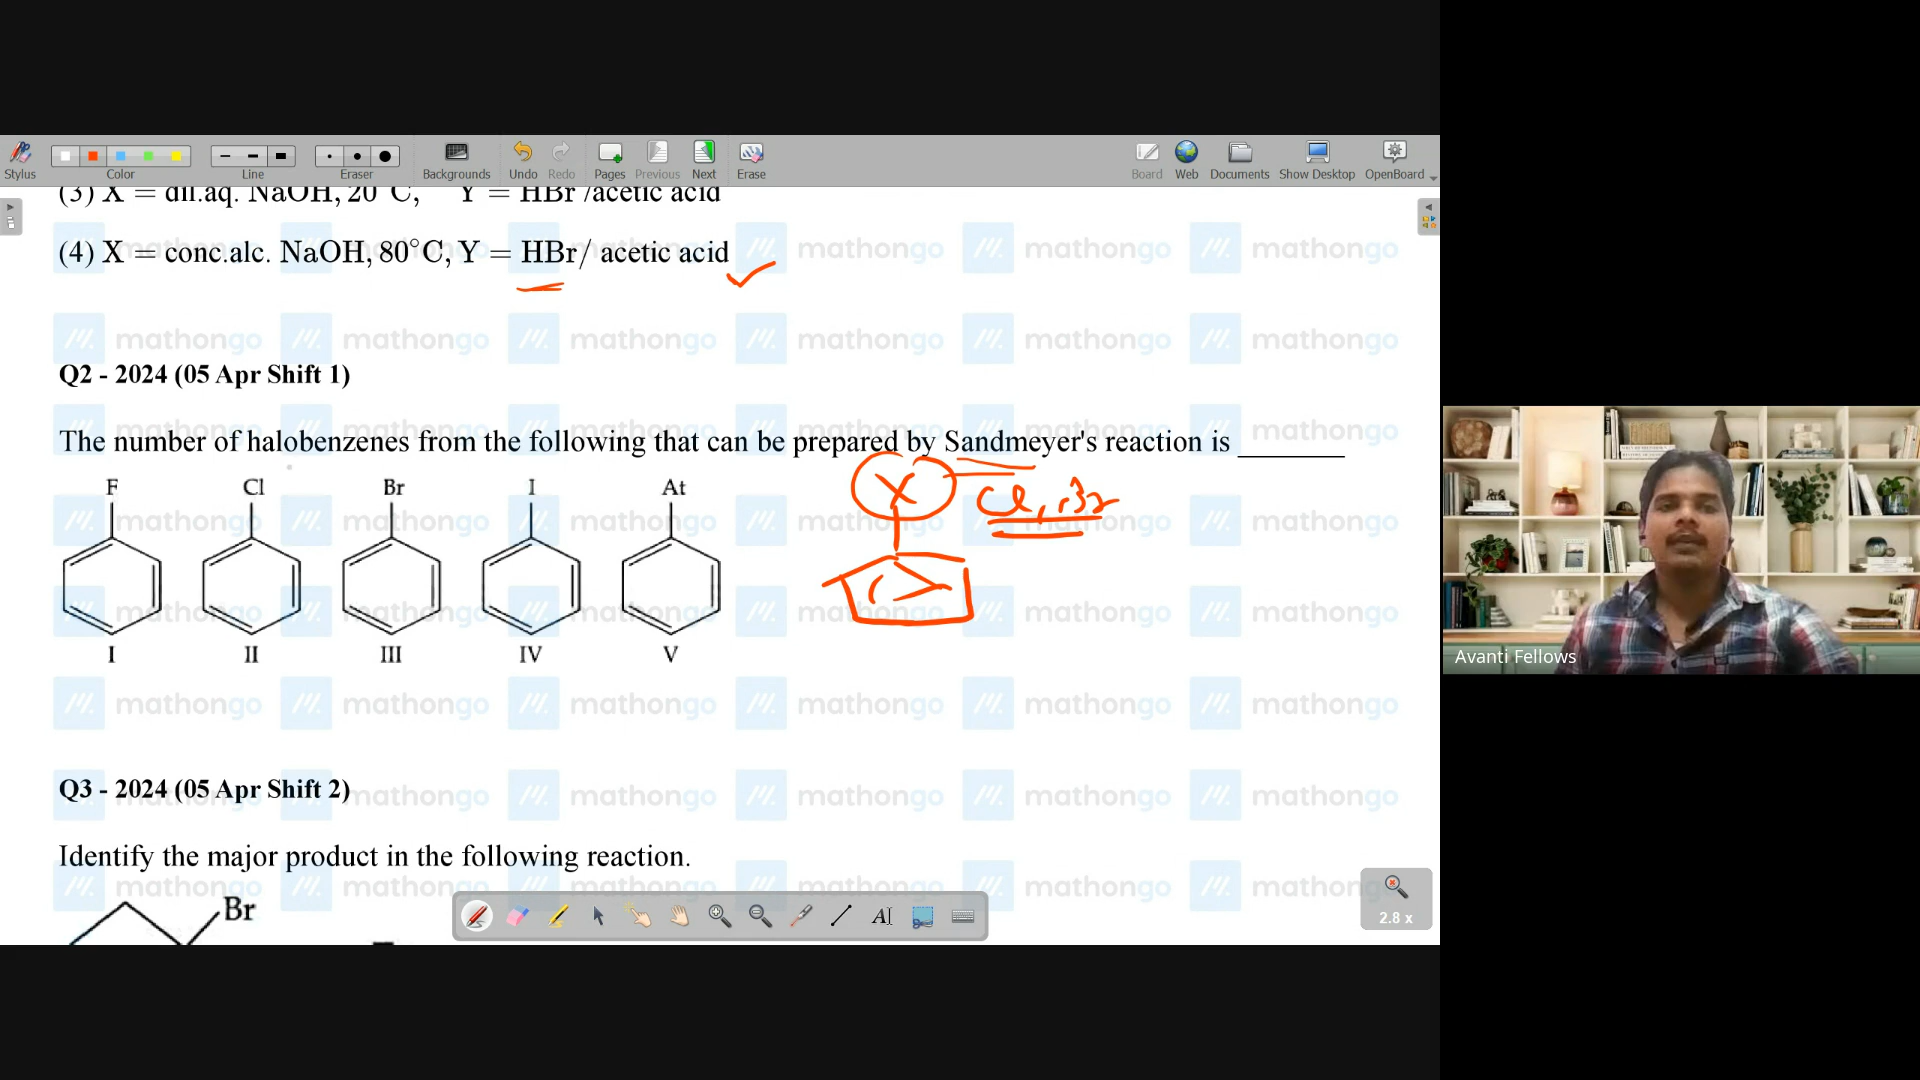 Stylus
Color
Line
Eraser
Backgrounds
Undo
Redo
Pages
Previous
Next
Erase
Board
Web
Documents
Show Desktop
OpenBoard
(3) X = dil.aq. NaOH, 20°C, Y = HBr /acetic acid
(4) X = conc.alc. NaOH, 80°C, Y = HBr/ acetic acid
Q2 - 2024 (05 Apr Shift 1)
The number of halobenzenes from the following that can be prepared by Sandmeyer's reaction is ________
F Cl Br I At
X Cl, Br
I II III IV V
Q3 - 2024 (05 Apr Shift 2)
Identify the major product in the following reaction.
Br
2.8 x
Avanti Fellows
mathongo